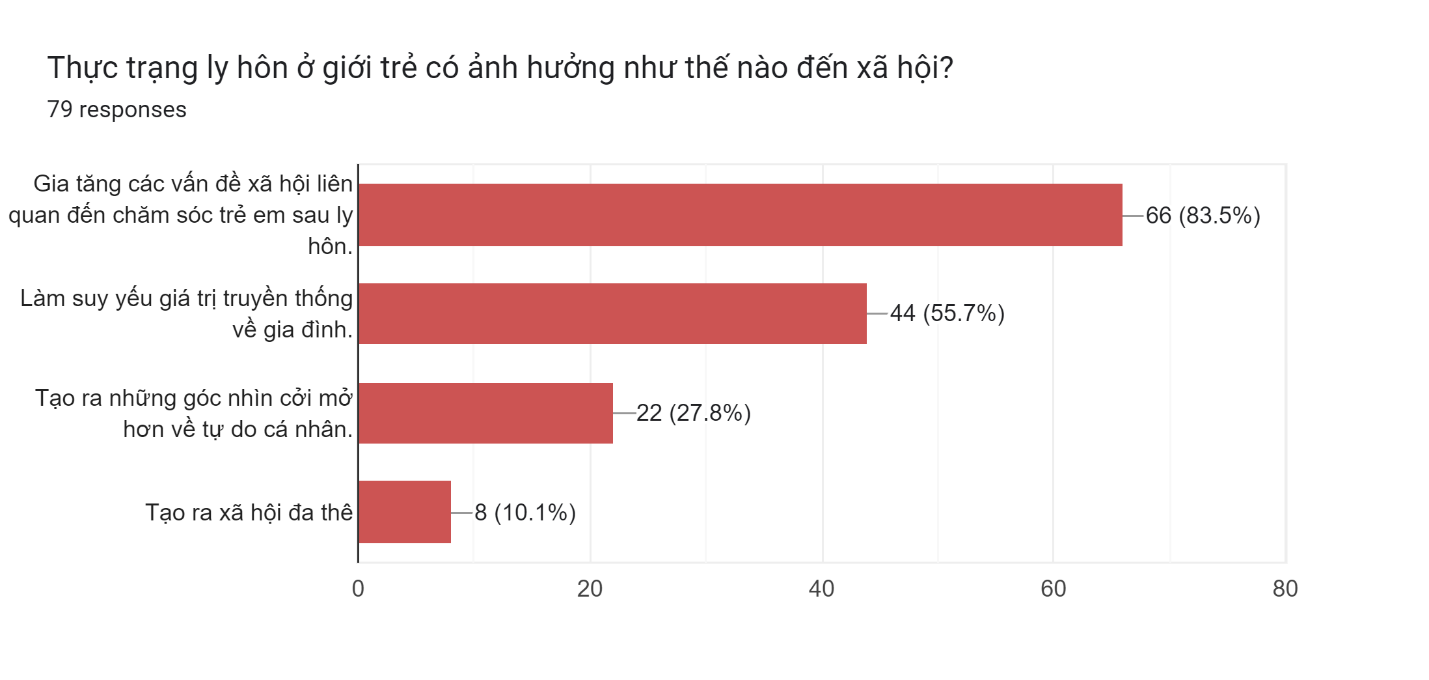 Thực trạng ly hôn ở giới trẻ có ảnh hưởng như thế nào đến xã hội?
79 responses
Gia tăng các vấn đề xã hội liên
quan đến chăm sóc trẻ em sau ly
hôn.
66 (83.5%)
Làm suy yếu giá trị truyền thống
về gia đình.
44 (55.7%)
Tạo ra những góc nhìn cởi mở
hơn về tự do cá nhân.
22 (27.8%)
Tạo ra xã hội đa thê
8 (10.1%)
0 20 40 60 80